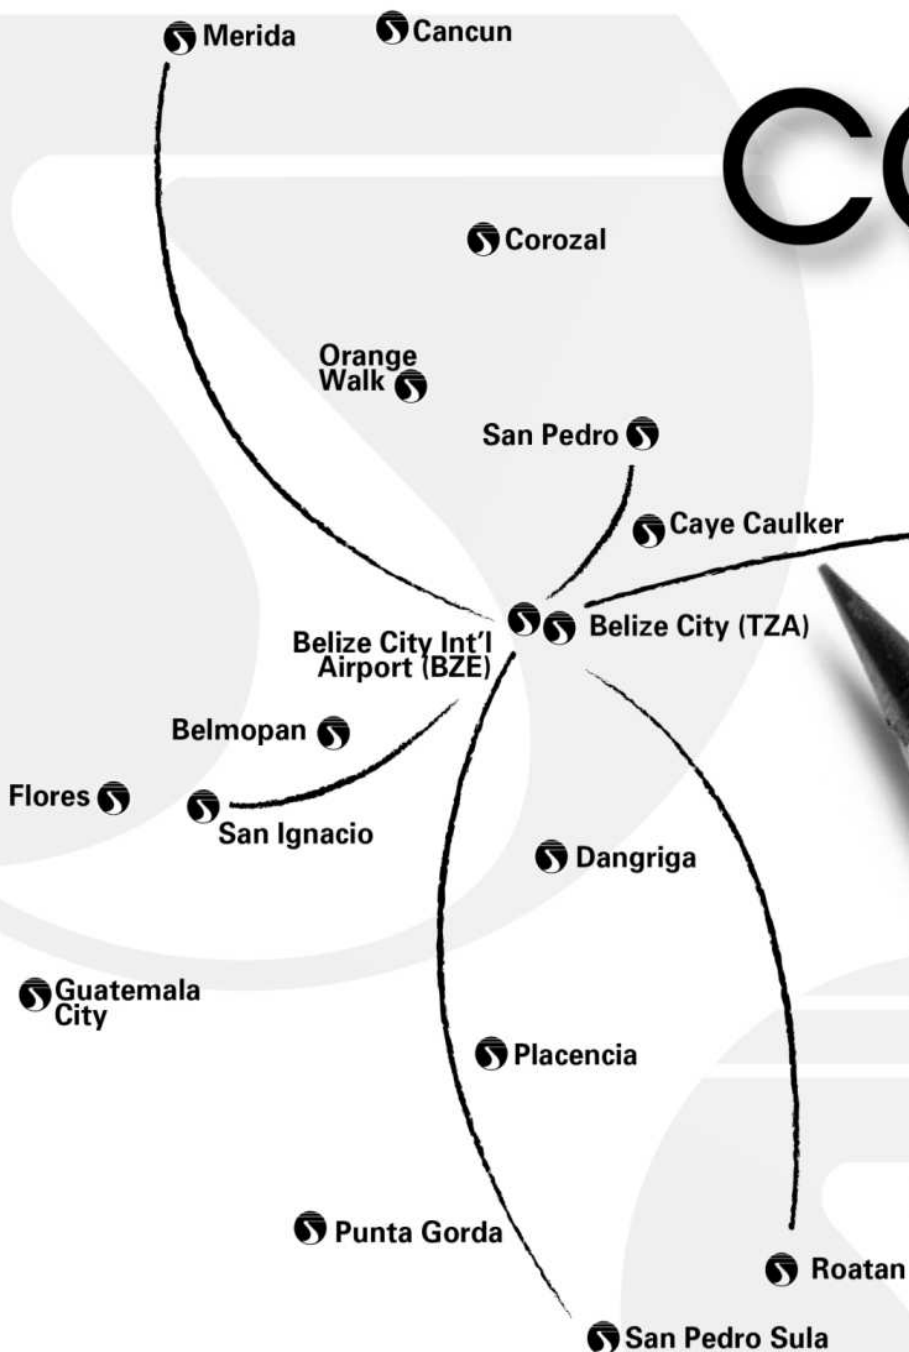 Merida
Cancun
CO
Corozal
Orange
Walk
San Pedro
Caye Caulker
Belize City (TZA)
Belize City Int'l
Airport (BZE)
Belmopan
Flores
San Ignacio
Dangriga
Guatemala
City
Placencia
Punta Gorda
Roatan
San Pedro Sula